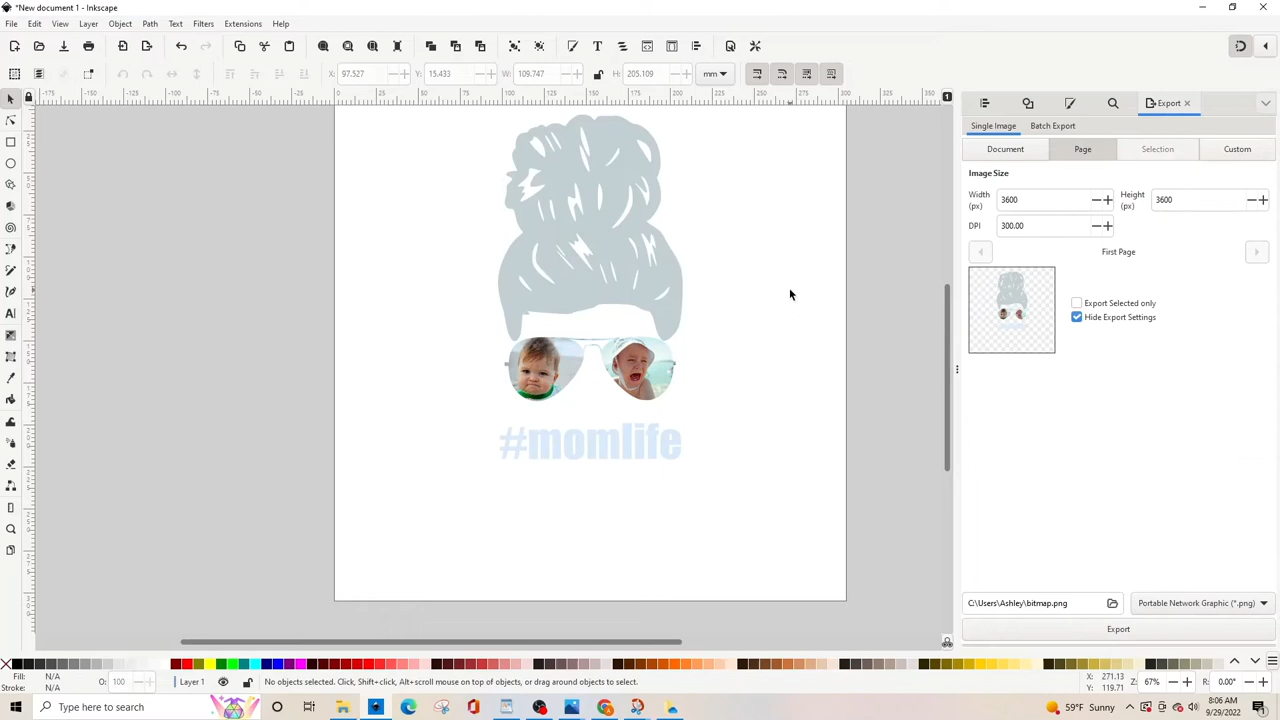 *New document 1 - Inkscape
File Edit View Layer Object Path Text Filters Extensions Help
X: 97.527 Y: 15.433 W: 109.747 H: 205.109 mm
Export
Single Image Batch Export
Document Page Selection Custom
Image Size
Width (px) 3600 Height (px) 3600
DPI 300.00
First Page
Export Selected only
Hide Export Settings
#momlife
C:\Users\Ashley\bitmap.png Portable Network Graphic (*.png)
Export
Fill: N/A
Stroke: N/A
O: 100
Layer 1
No objects selected. Click, Shift+click, Alt+scroll mouse on top of objects, or drag around objects to select.
X: 271.13
Y: 119.71
Z: 67%
R: 0.00°
Type here to search
59°F Sunny
8:06 AM
9/29/2022